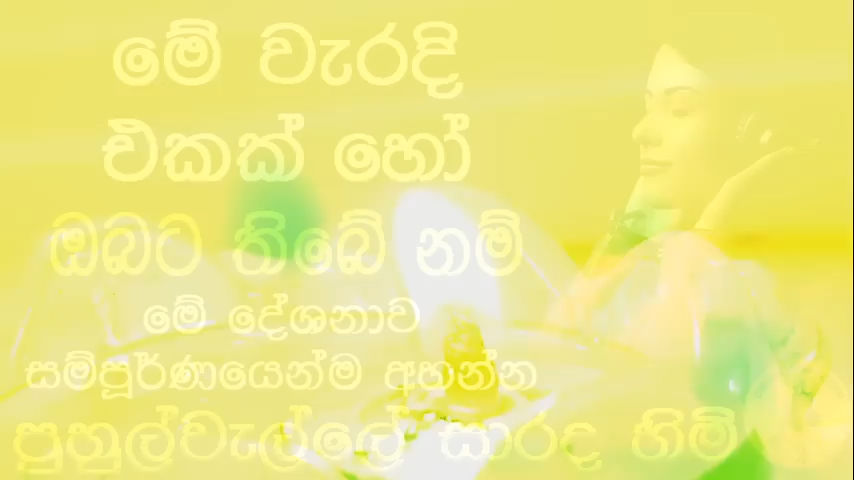 මේ වැරදි
එකක් හෝ
ඔබට තිබේ නම්
මේ දේශනාව
සම්පූර්ණයෙන්ම අහන්න
පුහුල්වැල්ලේ සාරද හිමි